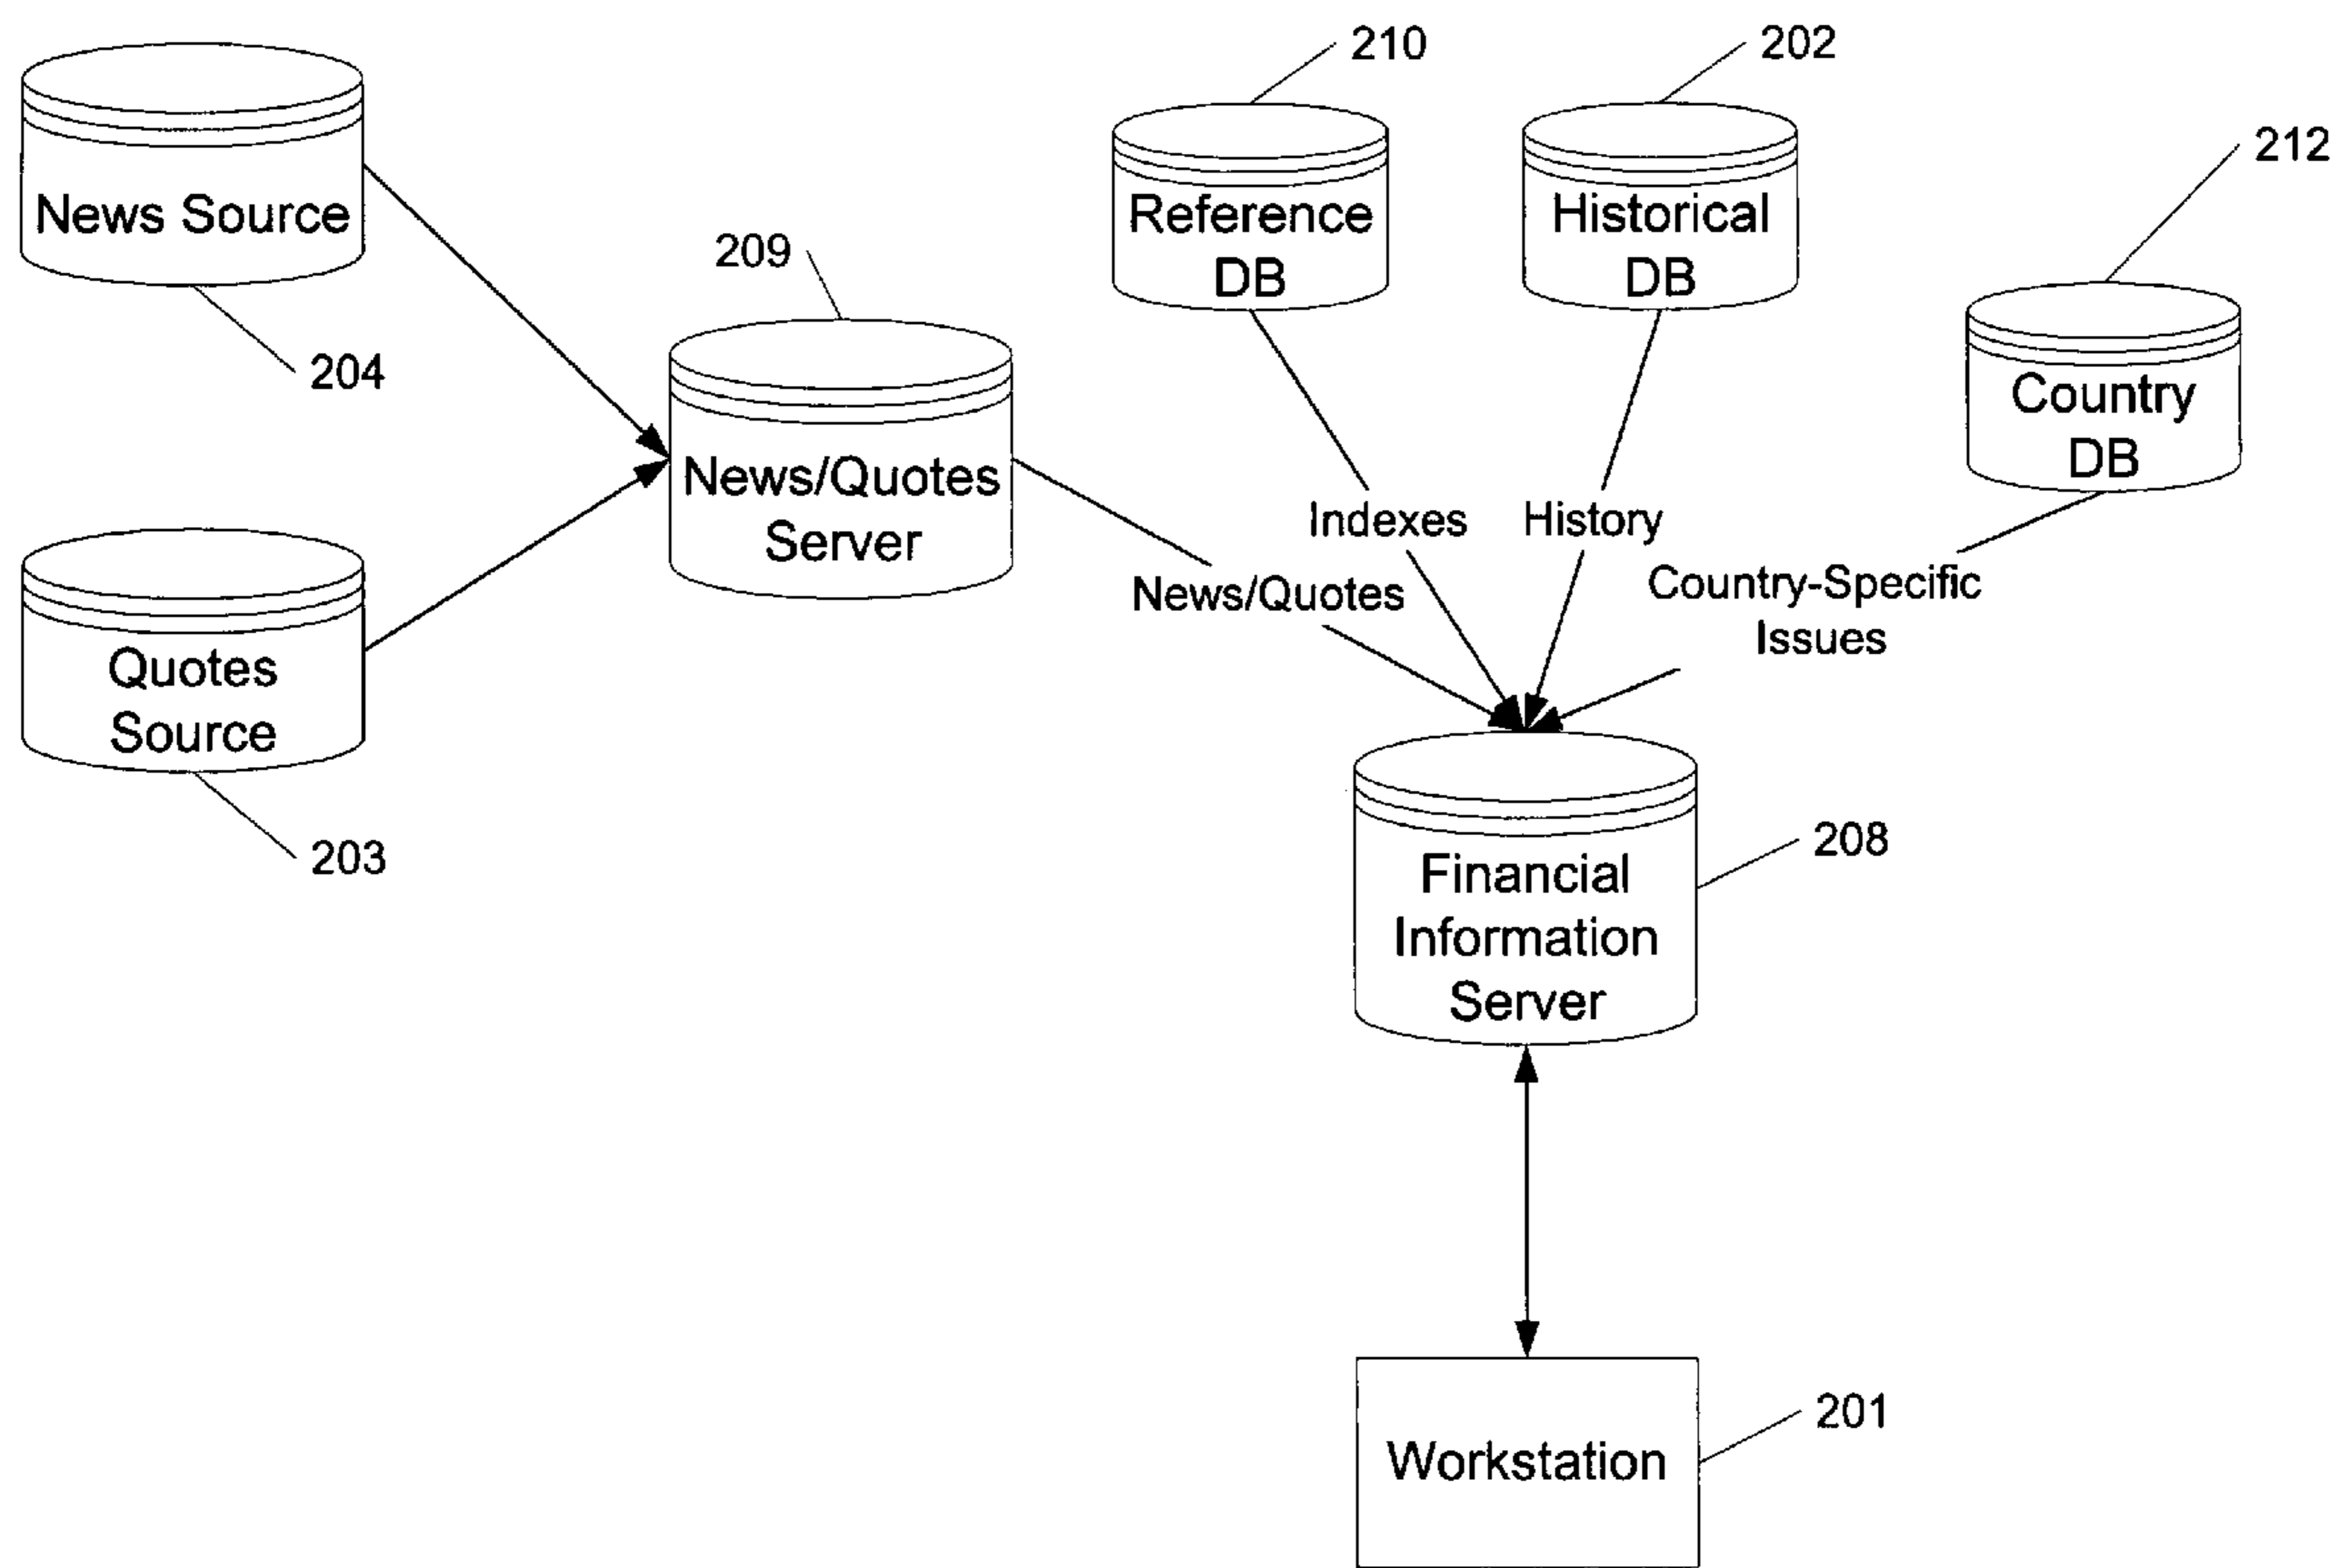 210
202
212
News Source
Reference
DB
Historical
DB
209
204
Country
DB
News/Quotes
Server
Indexes
History
News/Quotes
Country-Specific
Issues
Quotes
Source
203
208
Financial
Information
Server
201
Workstation